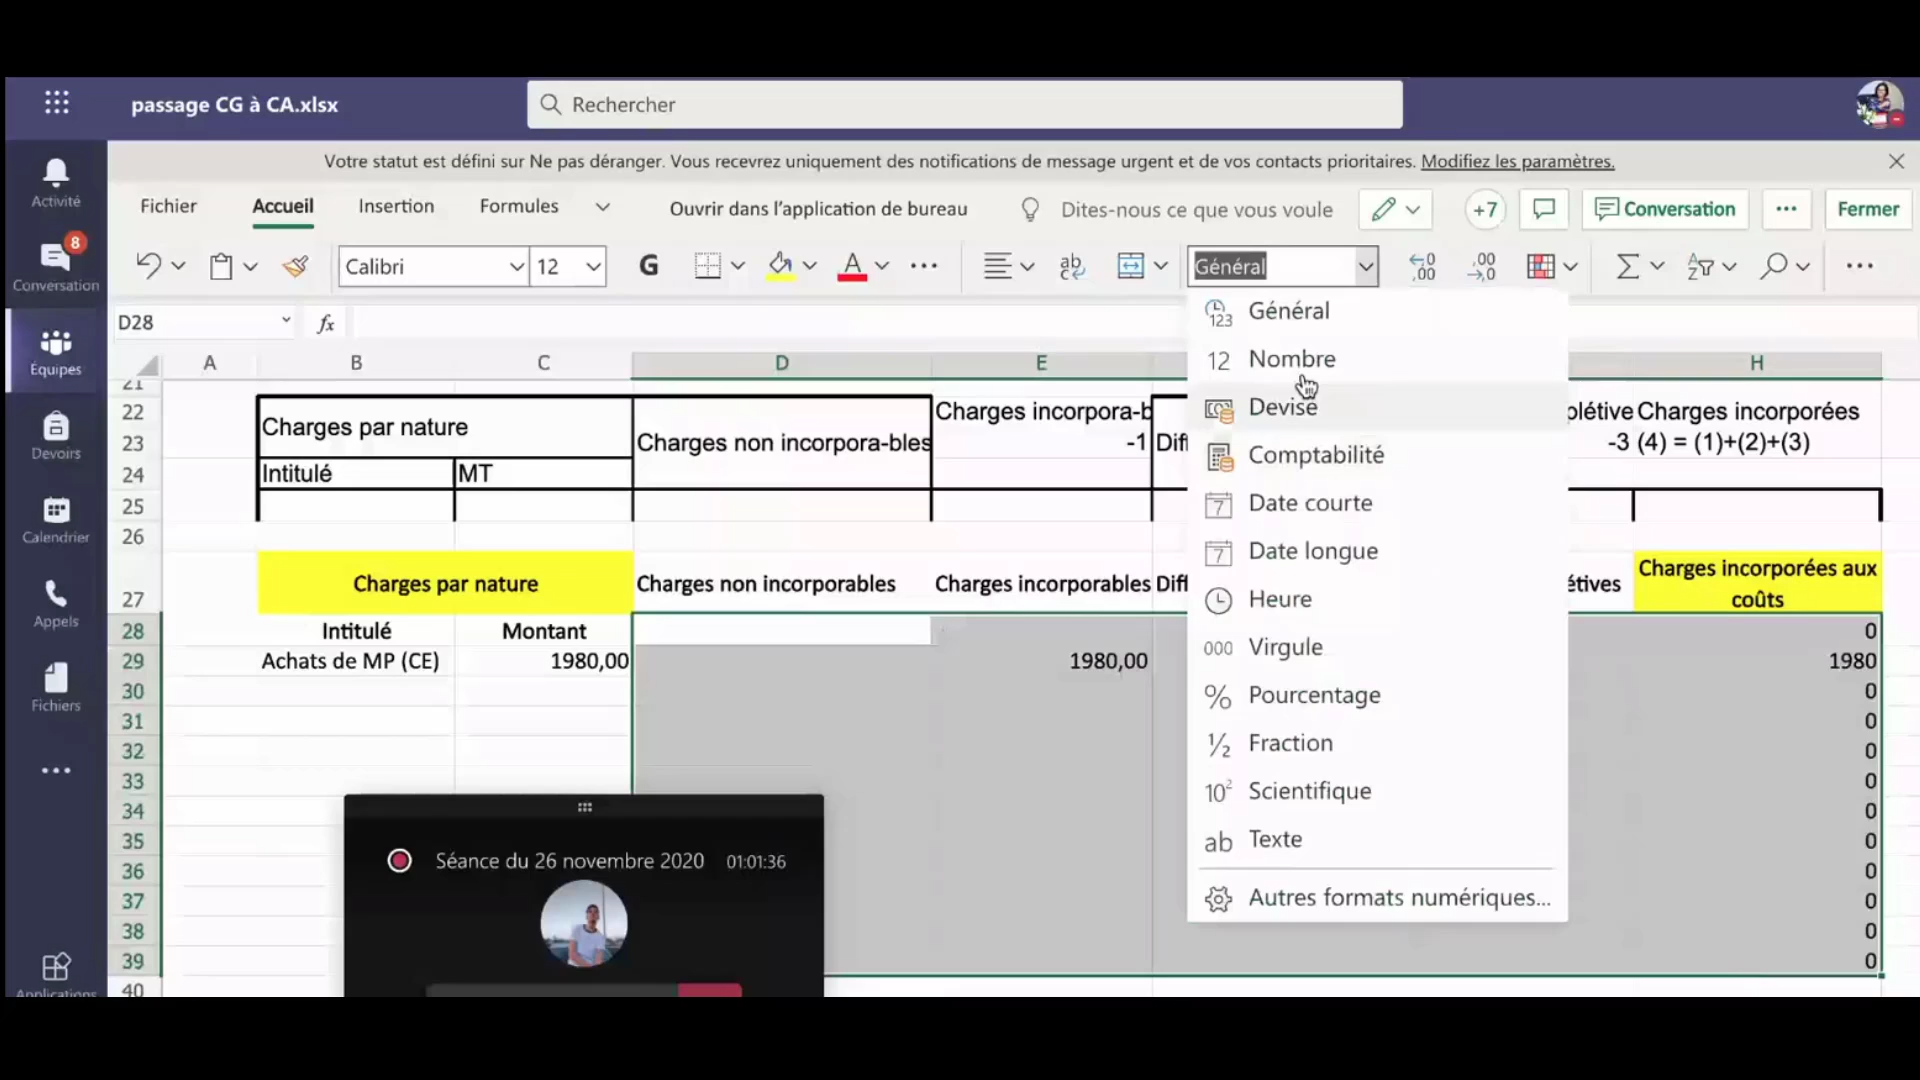 passage CG à CA.xlsx
Rechercher
Votre statut est défini sur Ne pas déranger. Vous recevrez uniquement des notifications de message urgent et de vos contacts prioritaires. Modifiez les paramètres.
Activité
8
Conversation
Équipes
Devoirs
Calendrier
Appels
Fichiers
Applications
Fichier
Accueil
Insertion
Formules
Ouvrir dans l'application de bureau
Dites-nous ce que vous voule
+7
Conversation
Fermer
Calibri
12
G
A
ab
Général
D28
fx
A B C D E H
Général
12 Nombre
Devise
Comptabilité
Date courte
Date longue
Heure
000 Virgule
% Pourcentage
½ Fraction
10² Scientifique
ab Texte
Autres formats numériques...
21
22 Charges incorpora-b plétive Charges incorporées
Charges par nature
23 Charges non incorpora-bles -1 Dif -3 (4) = (1)+(2)+(3)
24 Intitulé MT
25
26
27 Charges par nature Charges non incorporables Charges incorporables Diff étives Charges incorporées aux
coûts
28 Intitulé Montant 0
29 Achats de MP (CE) 1980,00 1980,00 1980
30 0
31 0
32 0
33 0
34 0
35 0
36 0
37 0
38 0
39 0
40
Séance du 26 novembre 2020 01:01:36